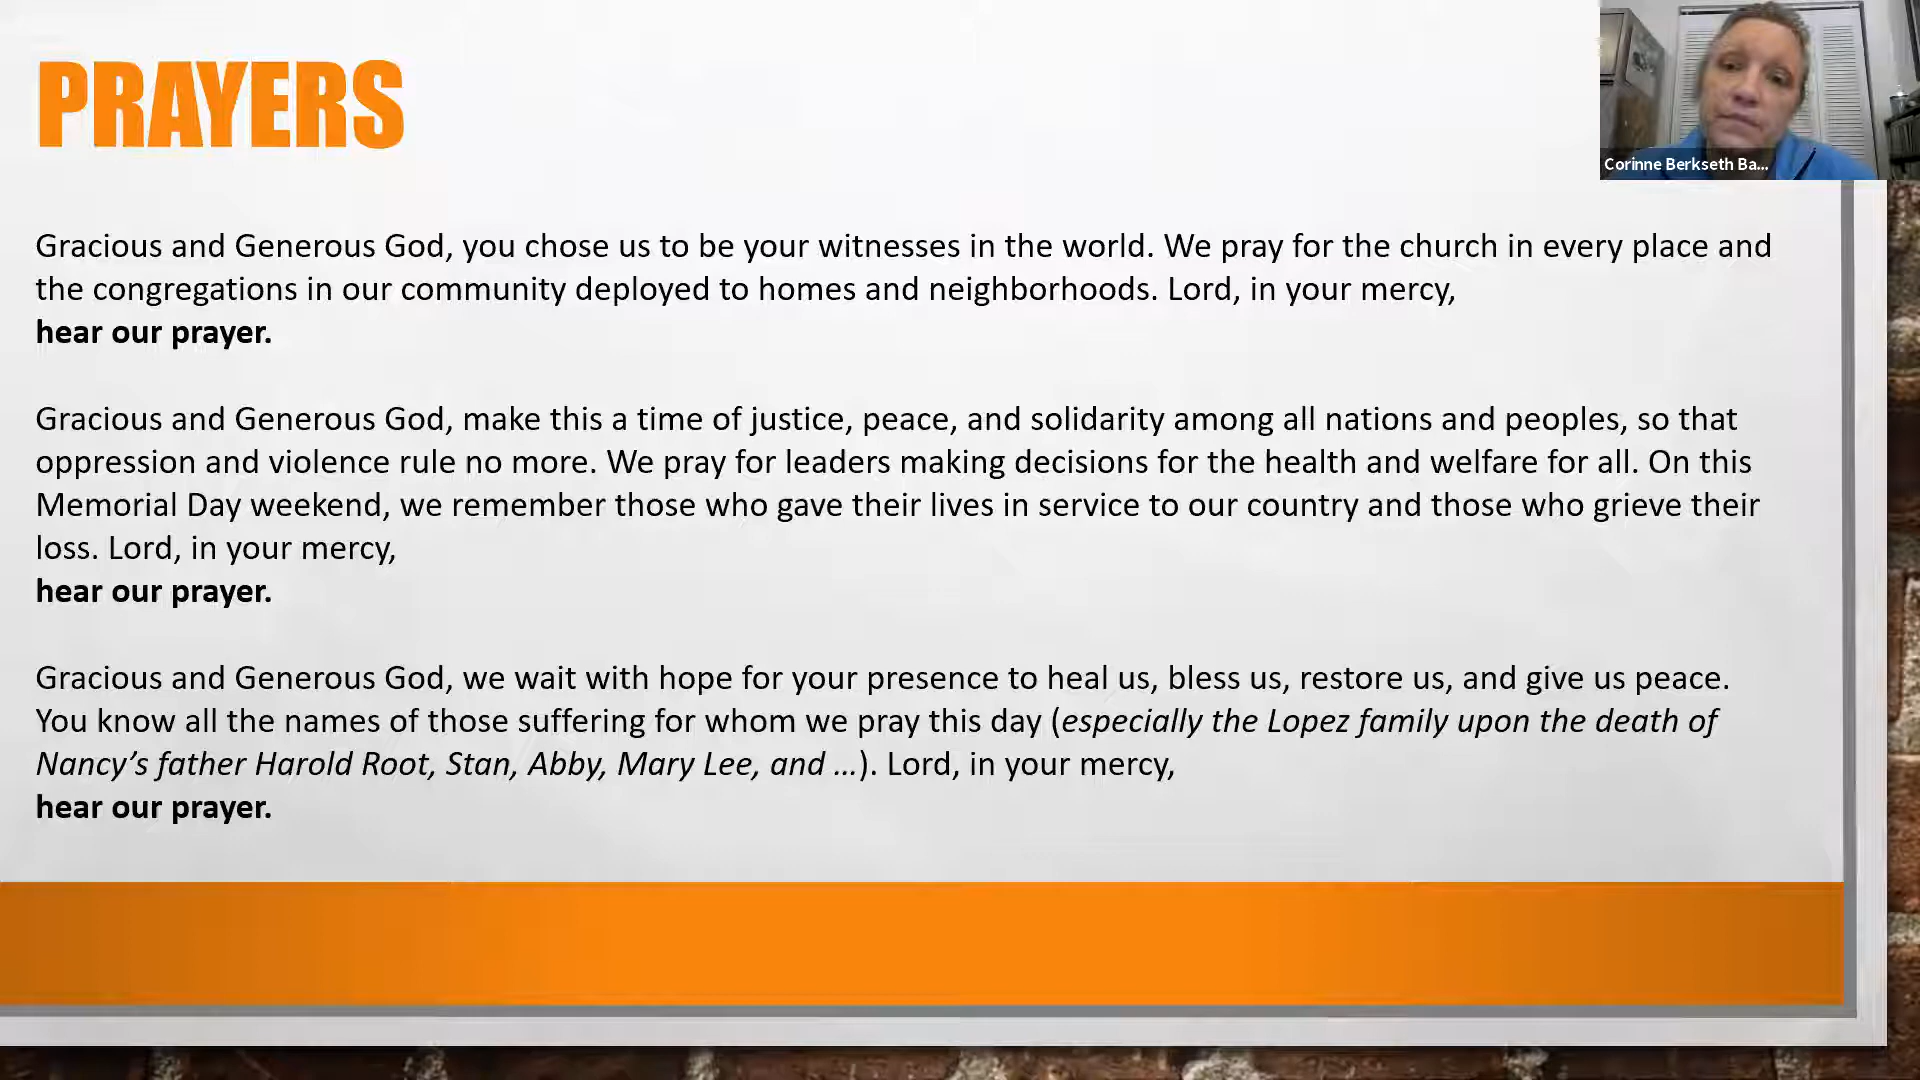 PRAYERS
Corinne Berkseth Ba...
Gracious and Generous God, you chose us to be your witnesses in the world. We pray for the church in every place and
the congregations in our community deployed to homes and neighborhoods. Lord, in your mercy,
hear our prayer.
Gracious and Generous God, make this a time of justice, peace, and solidarity among all nations and peoples, so that
oppression and violence rule no more. We pray for leaders making decisions for the health and welfare for all. On this
Memorial Day weekend, we remember those who gave their lives in service to our country and those who grieve their
loss. Lord, in your mercy,
hear our prayer.
Gracious and Generous God, we wait with hope for your presence to heal us, bless us, restore us, and give us peace.
You know all the names of those suffering for whom we pray this day (especially the Lopez family upon the death of
Nancy’s father Harold Root, Stan, Abby, Mary Lee, and …). Lord, in your mercy,
hear our prayer.